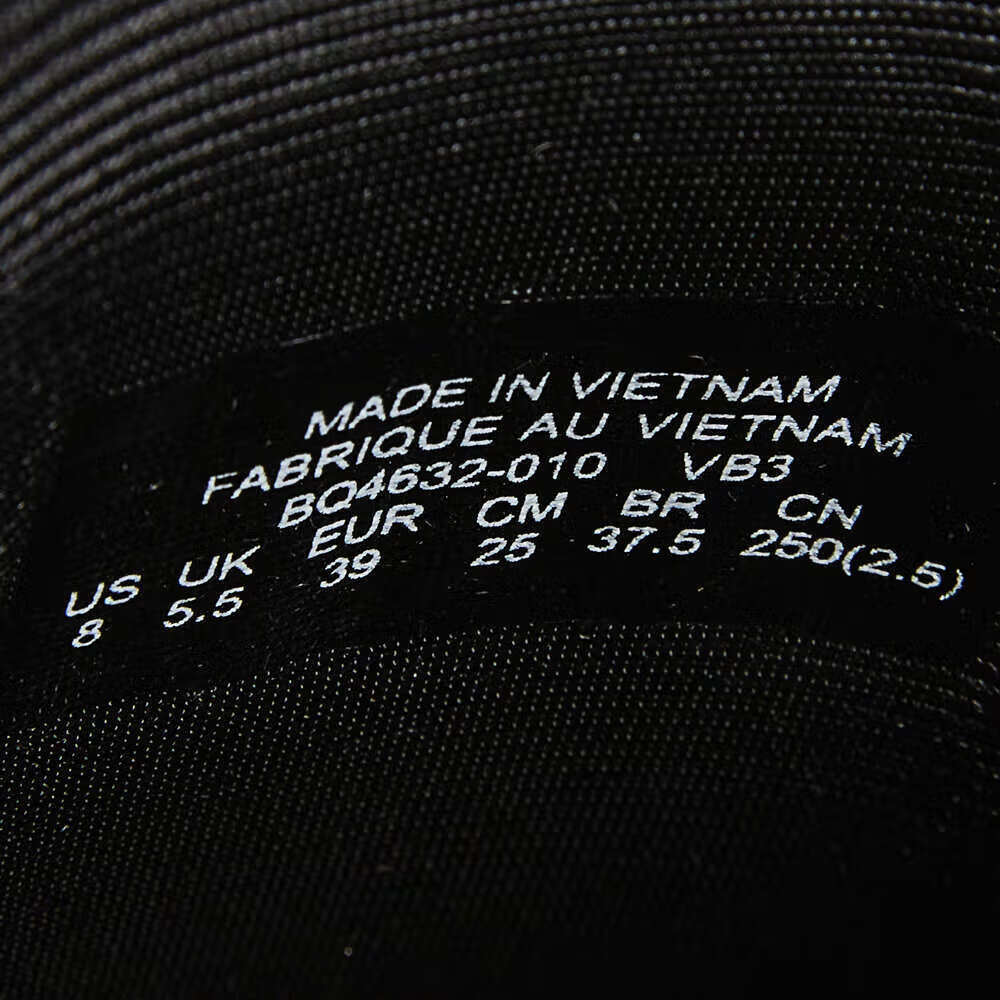 MADE IN VIETNAM
FABRIQUE AU VIETNAM
BQ4632-010 VB3
US UK EUR CM BR CN
8 5.5 39 25 37.5 250(2.5)